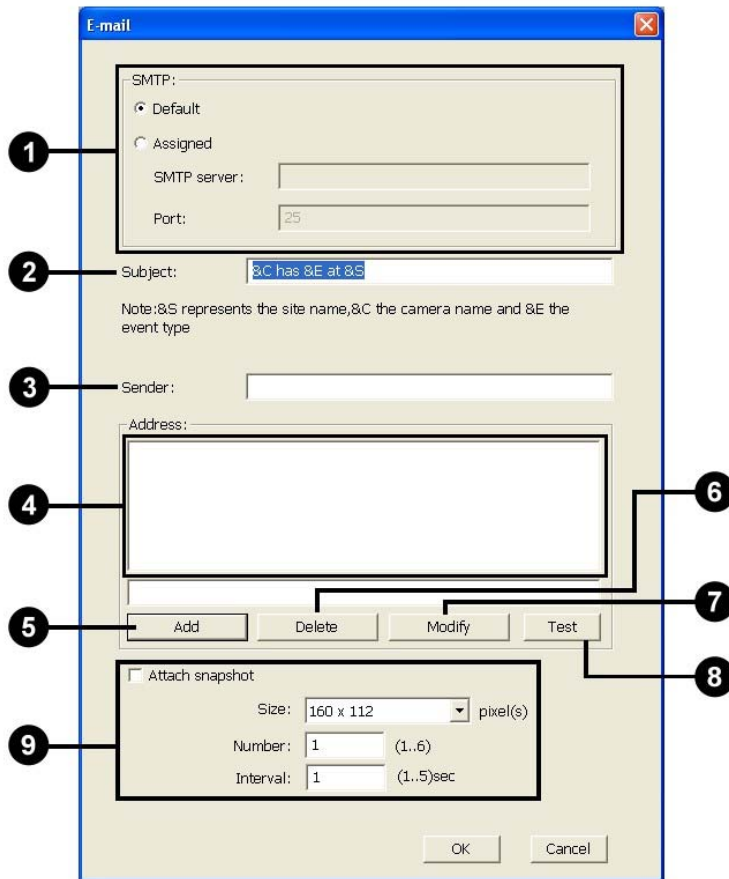 E-mail
SMTP:
Default
1
Assigned
SMTP server:
Port: 25
2 Subject: &C has &E at &S
Note:&S represents the site name,&C the camera name and &E the
event type
3 Sender:
Address:
4
6
7
5 Add Delete Modify Test
8
Attach snapshot
Size: 160 x 112 pixel(s)
9 Number: 1 (1..6)
Interval: 1 (1..5)sec
OK Cancel